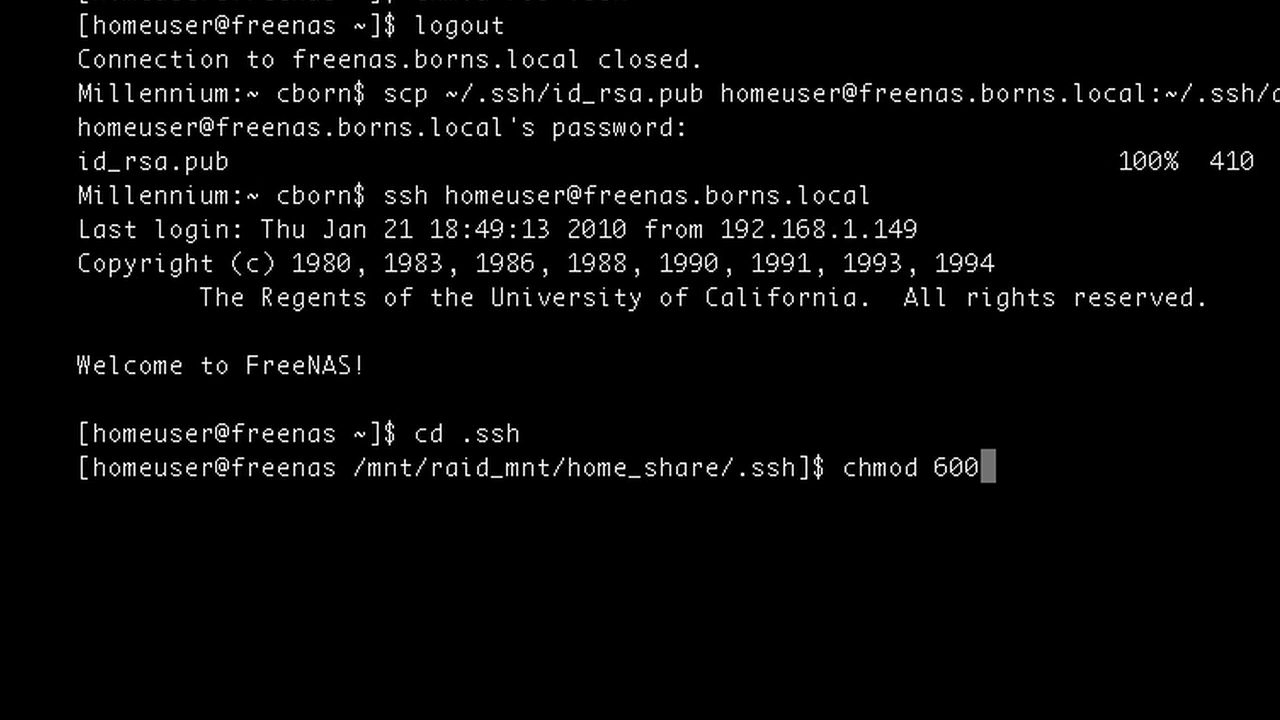 [homeuser@freenas ~]$ logout
Connection to freenas.borns.local closed.
Millennium:~ cborn$ scp ~/.ssh/id_rsa.pub homeuser@freenas.borns.local:~/.ssh/
homeuser@freenas.borns.local's password:
id_rsa.pub 100% 410
Millennium:~ cborn$ ssh homeuser@freenas.borns.local
Last login: Thu Jan 21 18:49:13 2010 from 192.168.1.149
Copyright (c) 1980, 1983, 1986, 1988, 1990, 1991, 1993, 1994
The Regents of the University of California. All rights reserved.
Welcome to FreeNAS!
[homeuser@freenas ~]$ cd .ssh
[homeuser@freenas /mnt/raid_mnt/home_share/.ssh]$ chmod 600